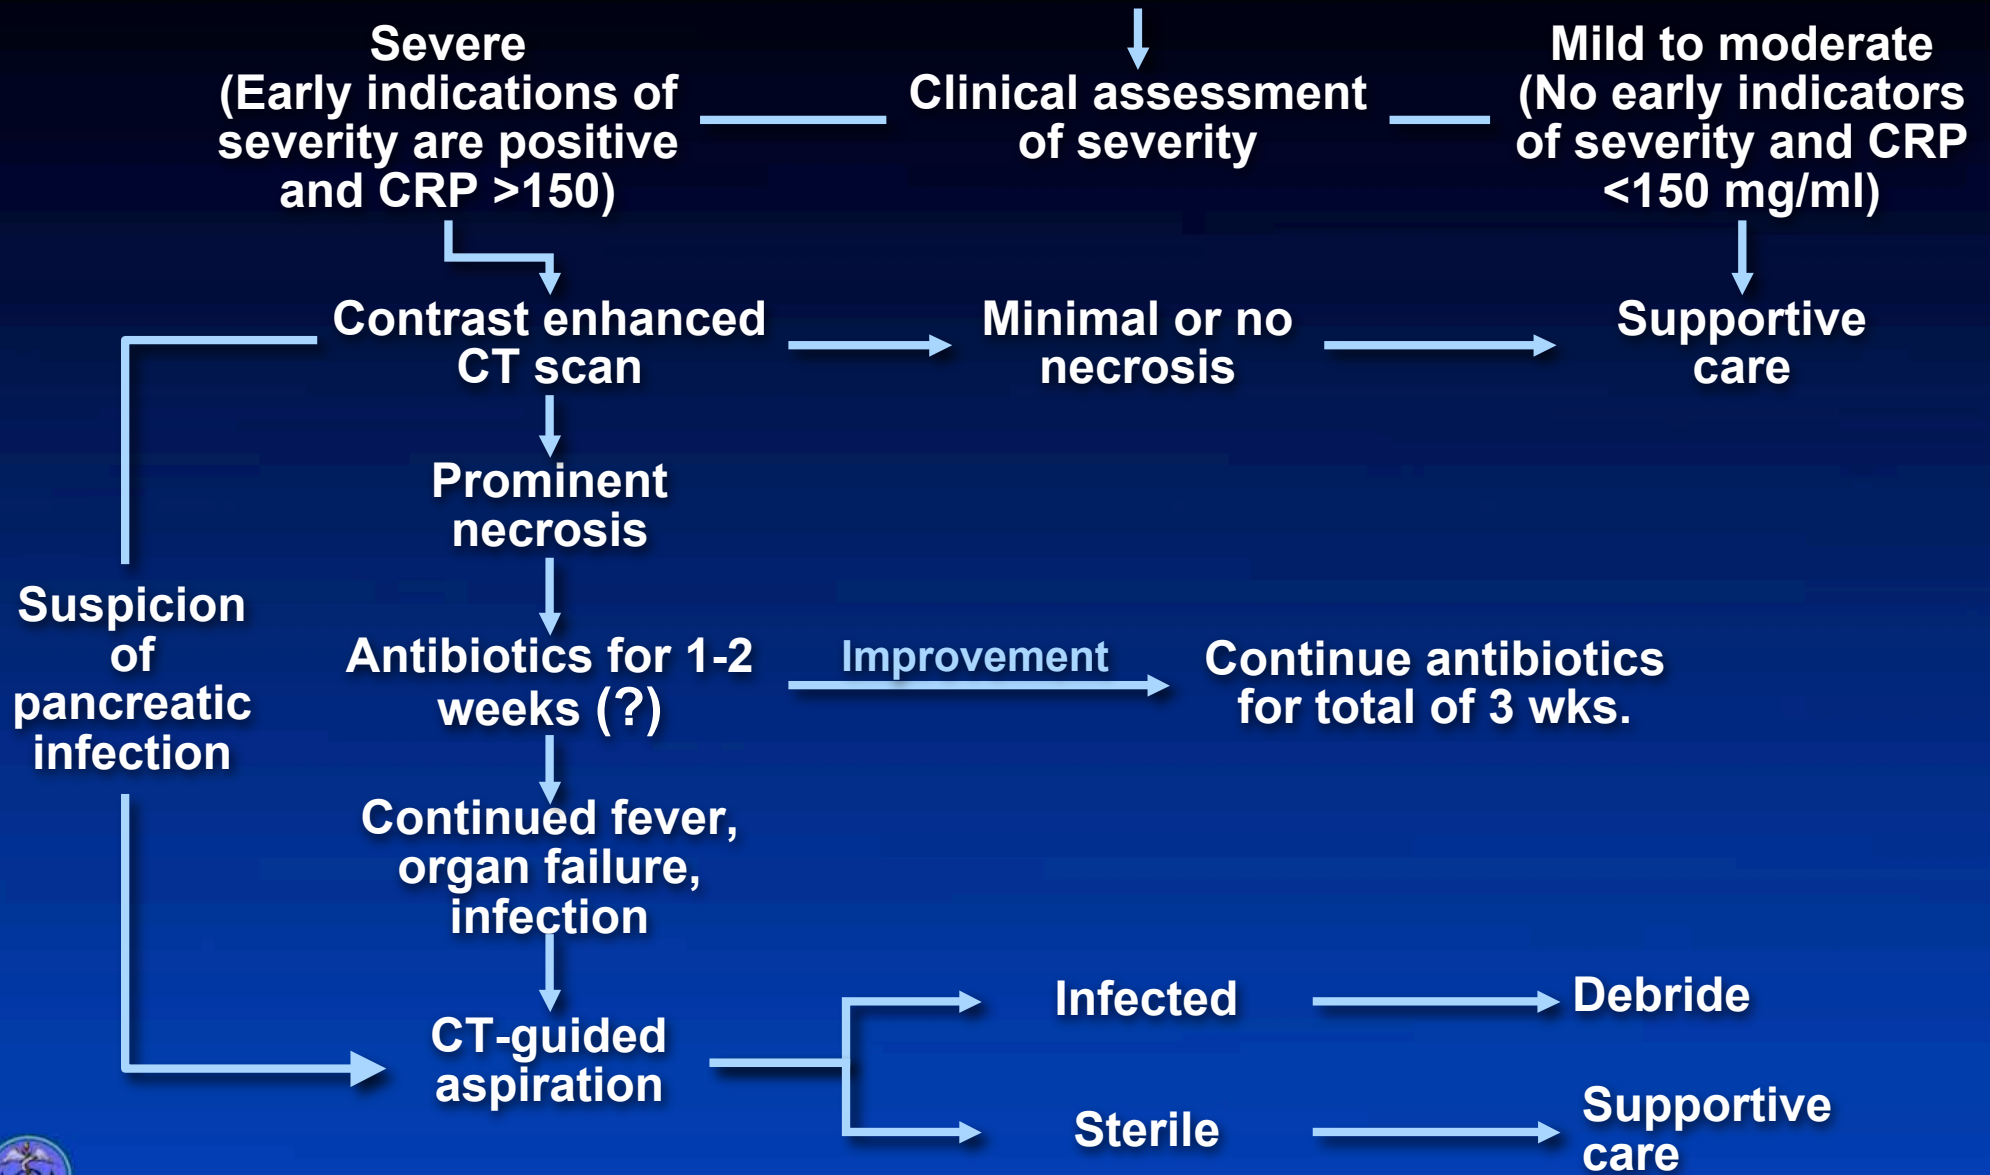 Severe
(Early indications of
severity are positive
and CRP >150)
Clinical assessment
of severity
Mild to moderate
(No early indicators
of severity and CRP
<150 mg/ml)
Contrast enhanced
CT scan
Minimal or no
necrosis
Supportive
care
Prominent
necrosis
Suspicion
of
pancreatic
infection
Antibiotics for 1-2
weeks (?)
Improvement
Continue antibiotics
for total of 3 wks.
Continued fever,
organ failure,
infection
CT-guided
aspiration
Infected
Debride
Sterile
Supportive
care